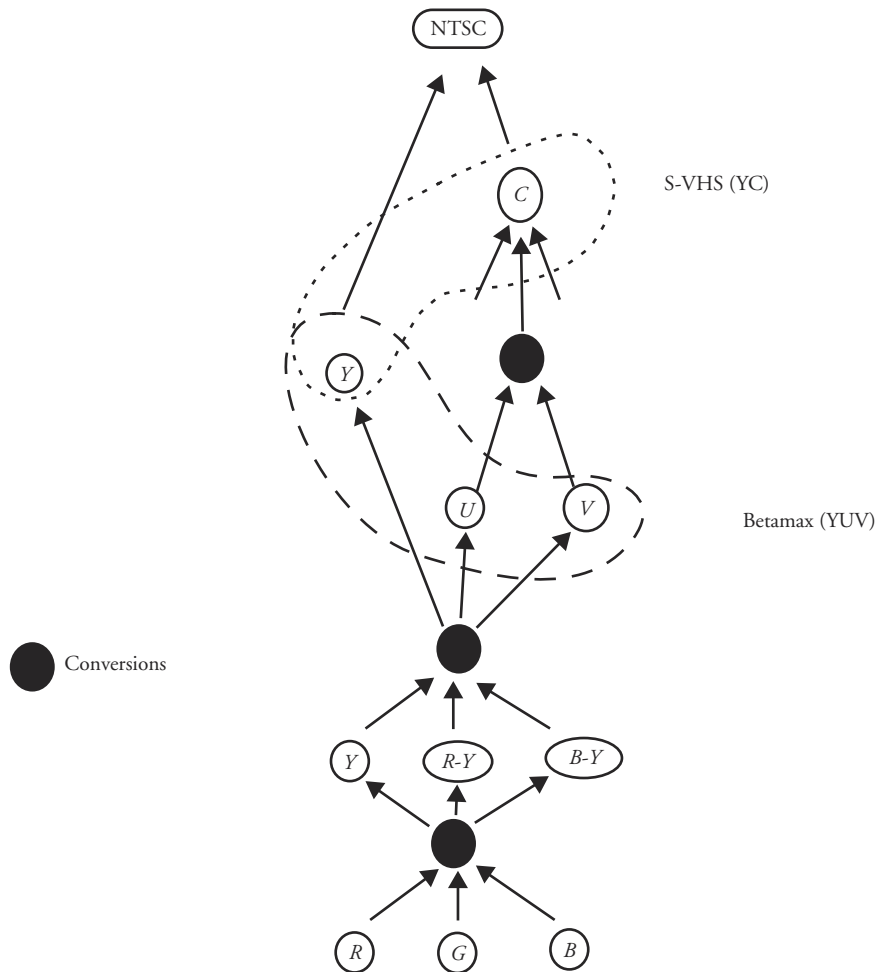 NTSC
C
S-VHS (YC)
Y
U
V
Betamax (YUV)
Conversions
Y
R-Y
B-Y
R
G
B